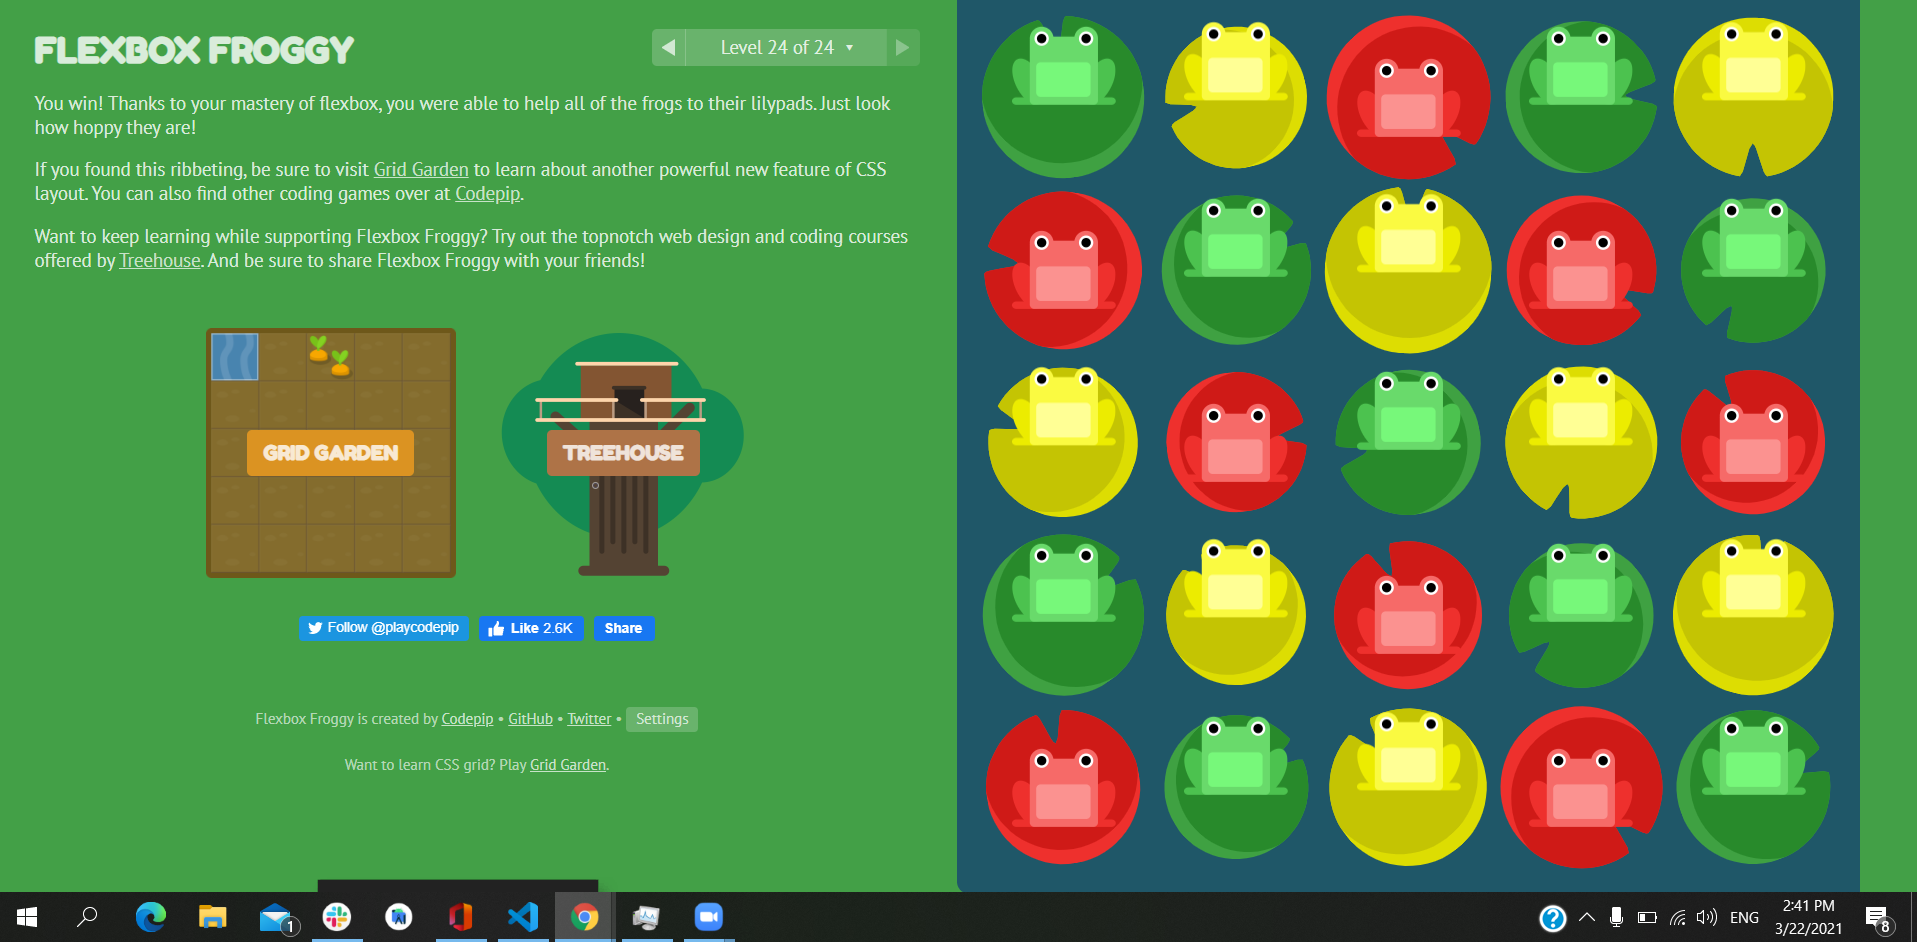 FLEXBOX FROGGY
Level 24 of 24
You win! Thanks to your mastery of flexbox, you were able to help all of the frogs to their lilypads. Just look
how hoppy they are!
If you found this ribbeting, be sure to visit Grid Garden to learn about another powerful new feature of CSS
layout. You can also find other coding games over at Codepip.
Want to keep learning while supporting Flexbox Froggy? Try out the topnotch web design and coding courses
offered by Treehouse. And be sure to share Flexbox Froggy with your friends!
GRID GARDEN
TREEHOUSE
Follow @playcodepip
Like 2.6K
Share
Flexbox Froggy is created by Codepip • GitHub • Twitter • Settings
Want to learn CSS grid? Play Grid Garden.
1
ENG
2:41 PM
3/22/2021
8